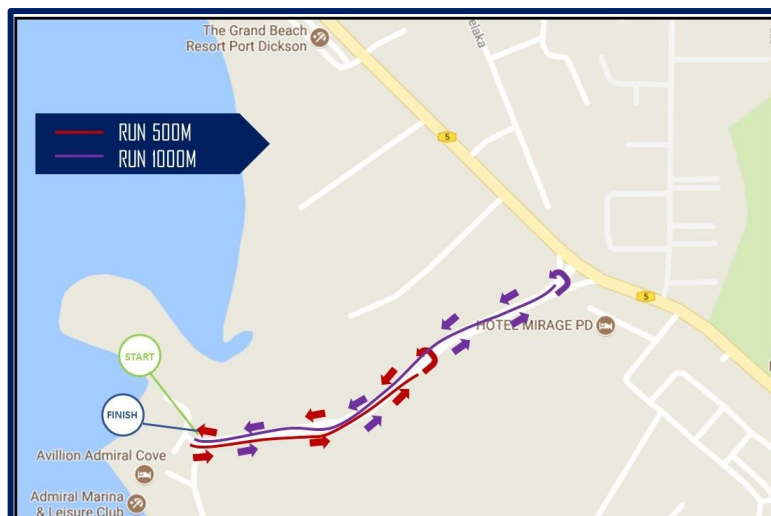 The Grand Beach
Resort Port Dickson
elaka
RUN 500M
RUN 1000M
5
5
HOTEL MIRAGE PD
START
FINISH
Avillion Admiral Cove
Admiral Marina
& Leisure Club